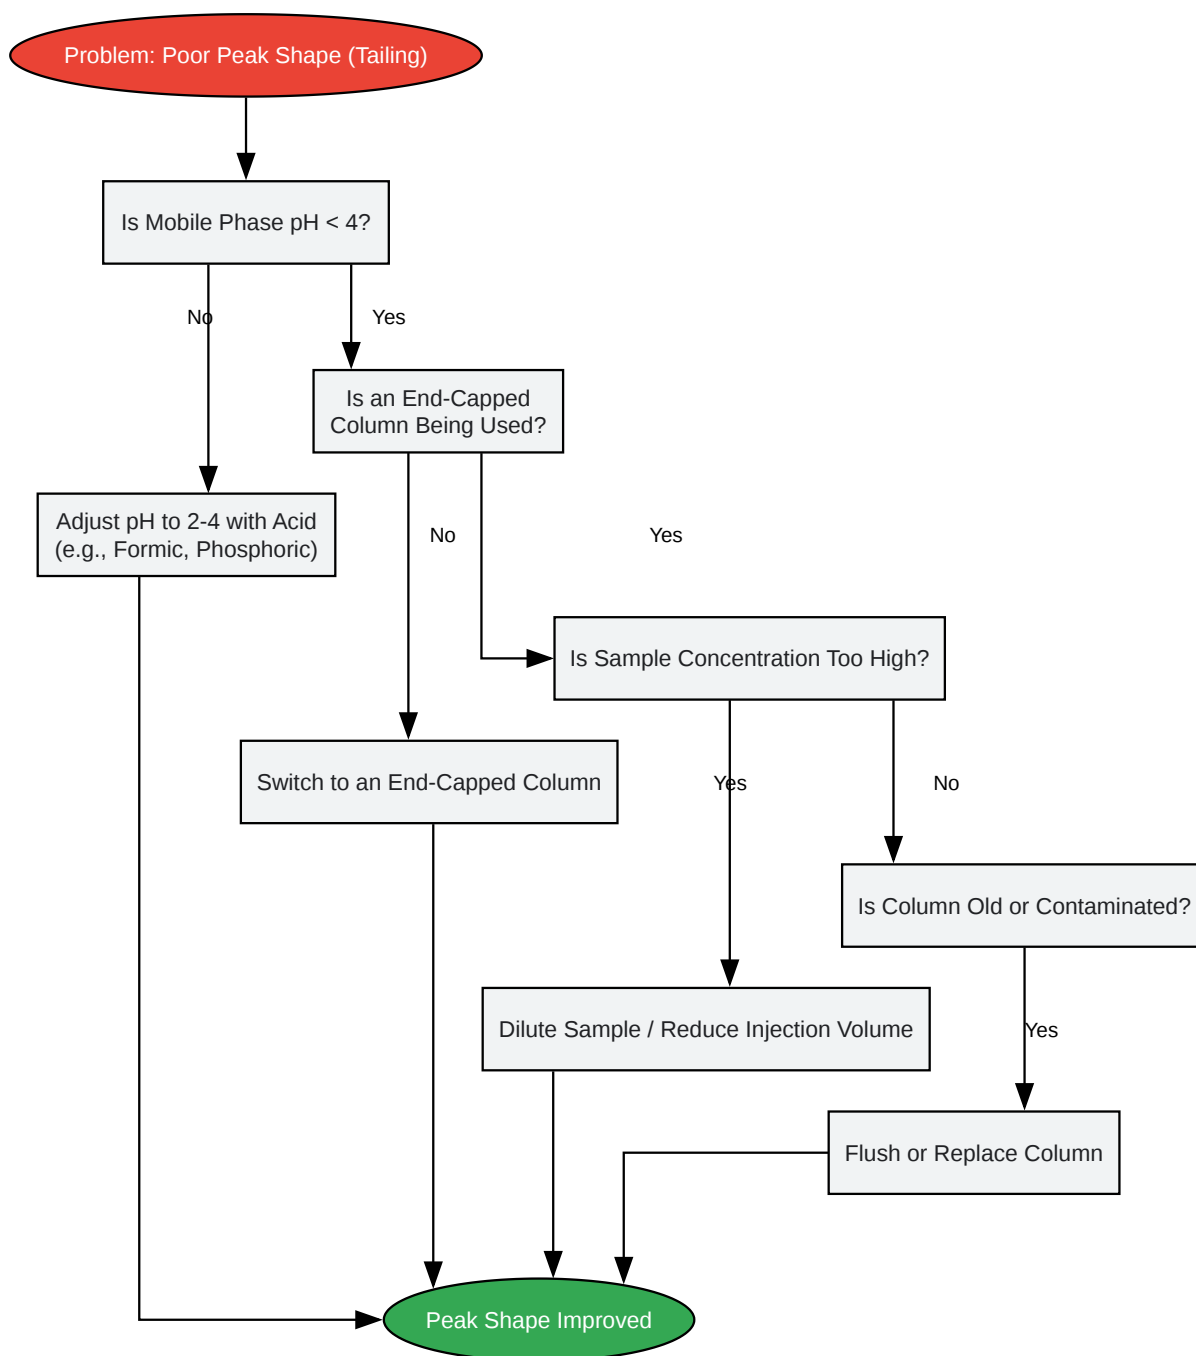 Problem: Poor Peak Shape (Tailing)
Is Mobile Phase pH < 4?
No
Yes
Is an End-Capped
Column Being Used?
Adjust pH to 2-4 with Acid
(e.g., Formic, Phosphoric)
No
Yes
Is Sample Concentration Too High?
Switch to an End-Capped Column
Yes
No
Is Column Old or Contaminated?
Dilute Sample / Reduce Injection Volume
Yes
Flush or Replace Column
Peak Shape Improved